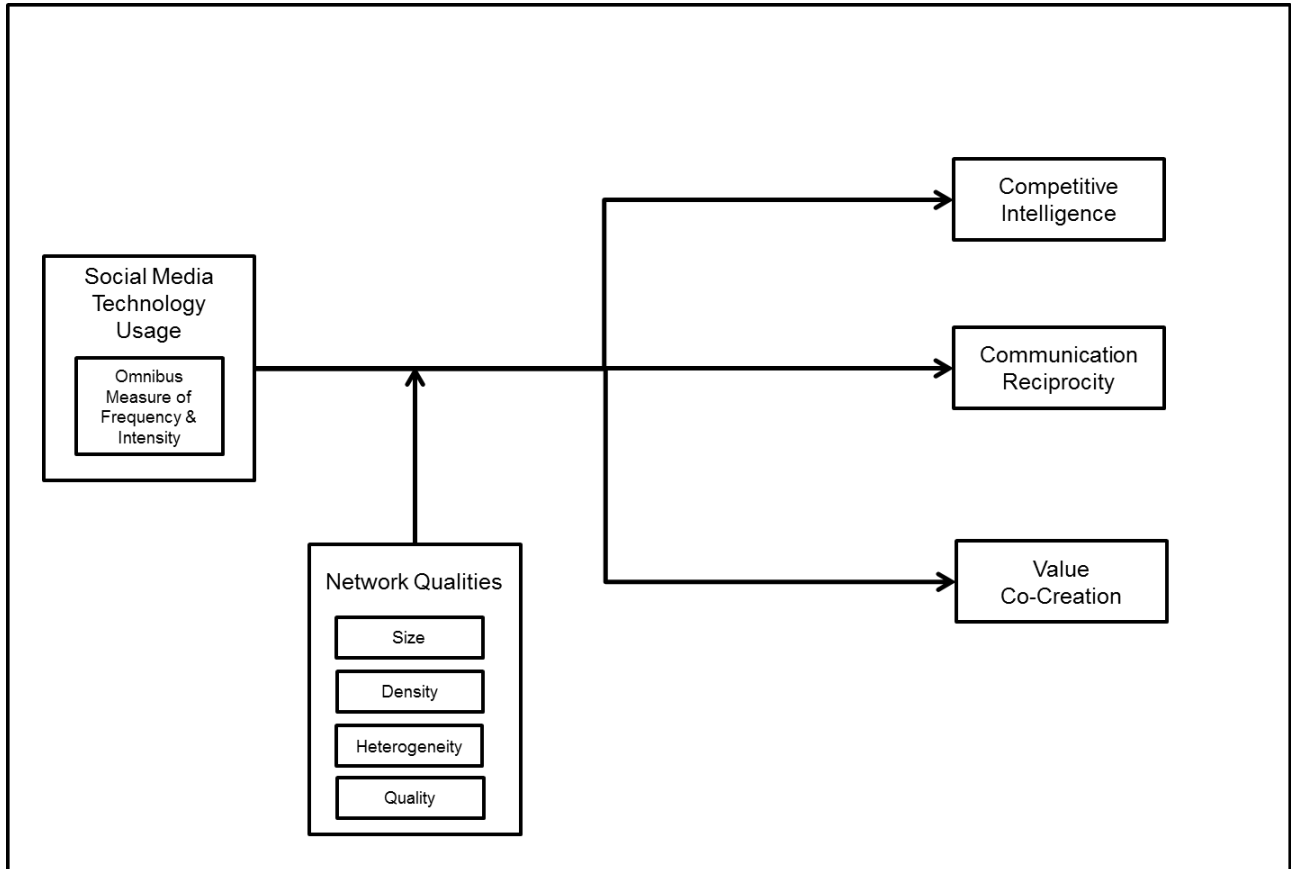 Social Media
Technology
Usage
Omnibus
Measure of
Frequency &
Intensity
Network Qualities
Size
Density
Heterogeneity
Quality
Competitive
Intelligence
Communication
Reciprocity
Value
Co-Creation